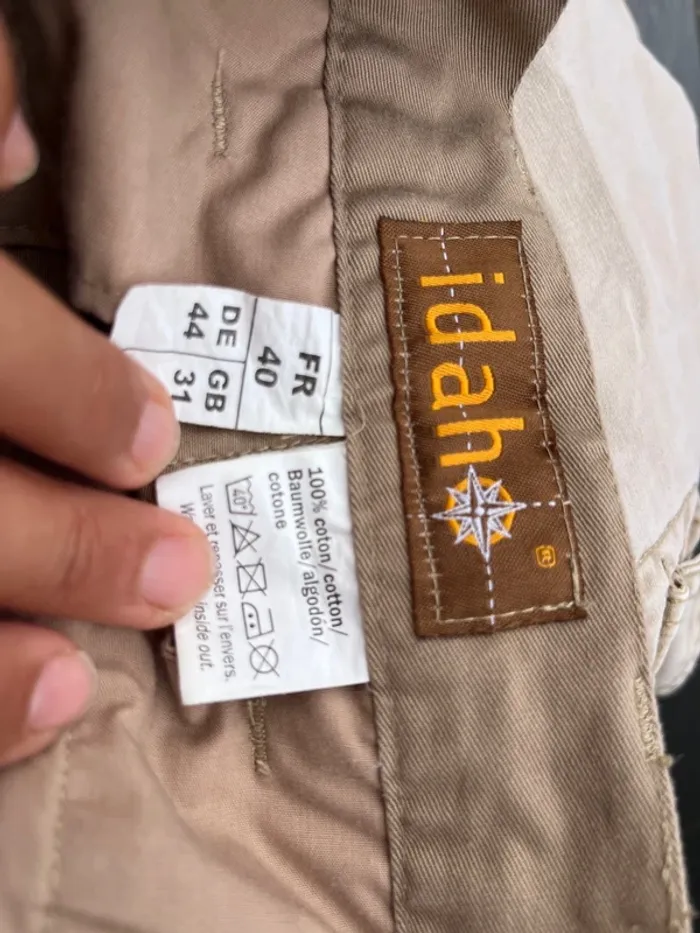 idaho
®
FR
40
DE GB
44 31
100% coton/cotton/
Baumwolle/algodón/
cotone
40°
Laver et repasser sur l'envers.
inside out.